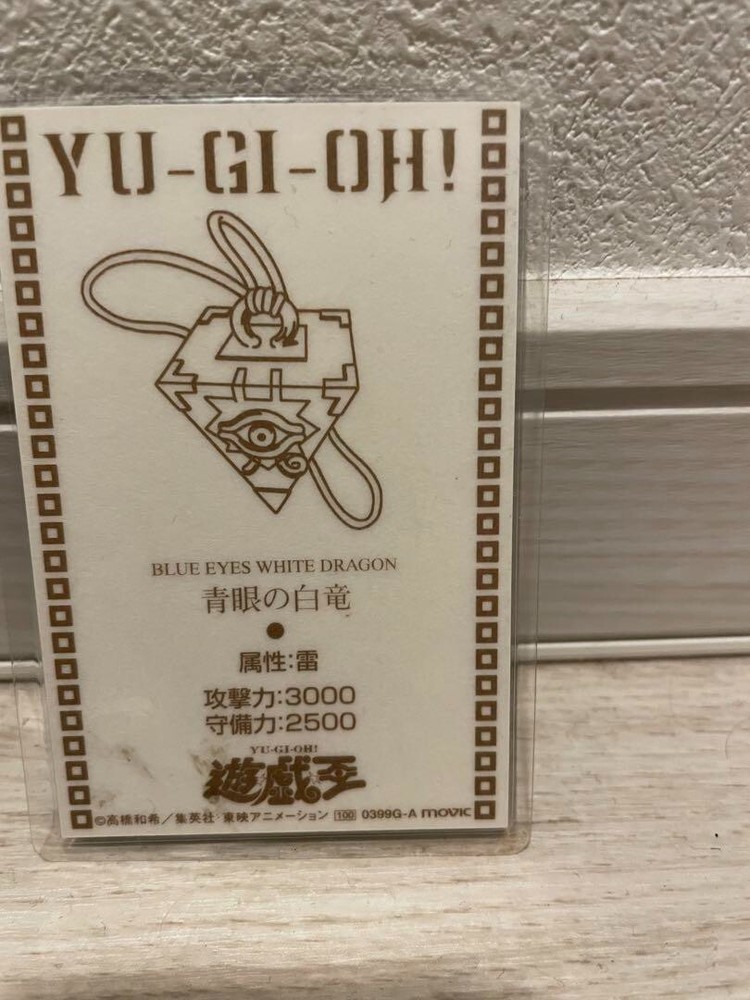 YU-GI-OH!
BLUE EYES WHITE DRAGON
青眼の白竜
●
属性:雷
攻撃力:3000
守備力:2500
YU-GI-OH!
遊戯王
©高橋和希/集英社・東映アニメーション 100 0399G-A movic